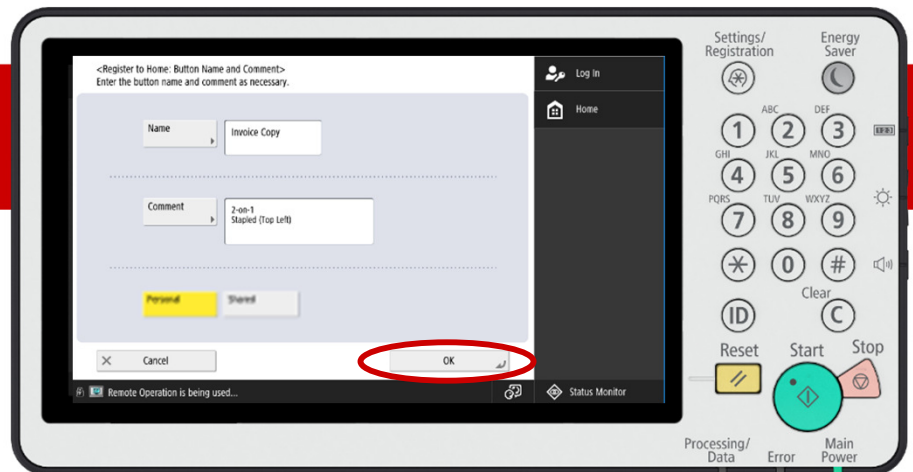 <Register to Home: Button Name and Comment>
Enter the button name and comment as necessary.
Name
Invoice Copy
Comment
2-on-1
Stapled (Top Left)
Personal
Shared
Cancel
OK
Remote Operation is being used...
Log In
Home
Status Monitor
Settings/
Registration
Energy
Saver
ABC
DEF
1
2
3
GHI
JKL
MNO
4
5
6
PQRS
TUV
WXYZ
7
8
9
0
#
Clear
ID
C
Reset
Start
Stop
Processing/
Data
Error
Main
Power